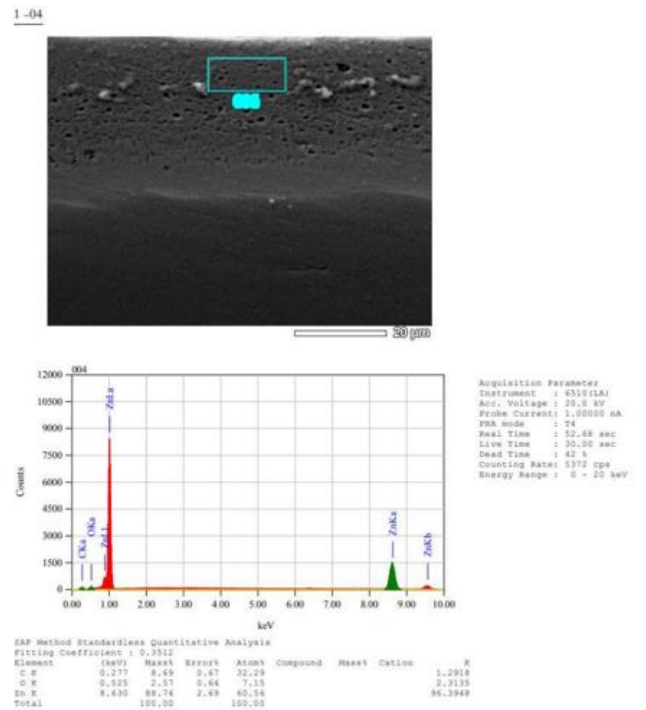 1 -04
20 μm
004
12000
10500
9000
7500
6000
4500
3000
1500
0
Counts
CKa
OKa
ZnLl
ZnLa
ZnKa
ZnKb
0.00 1.00 2.00 3.00 4.00 5.00 6.00 7.00 8.00 9.00 10.00
keV
Acquisition Parameter
Instrument : 6510(LA)
Acc. Voltage : 20.0 kV
Probe Current: 1.00000 nA
PHA mode : T4
Real Time : 52.68 sec
Live Time : 30.00 sec
Dead Time : 42 %
Counting Rate: 5372 cps
Energy Range : 0 - 20 keV
ZAF Method Standardless Quantitative Analysis
Fitting Coefficient : 0.3512
Element (keV) Mass% Error% Atom% Compound Mass% Cation K
C K 0.277 8.69 0.67 32.29 1.2918
O K 0.525 2.57 0.64 7.15 2.3135
Zn K 8.630 88.74 2.69 60.56 96.3948
Total 100.00 100.00